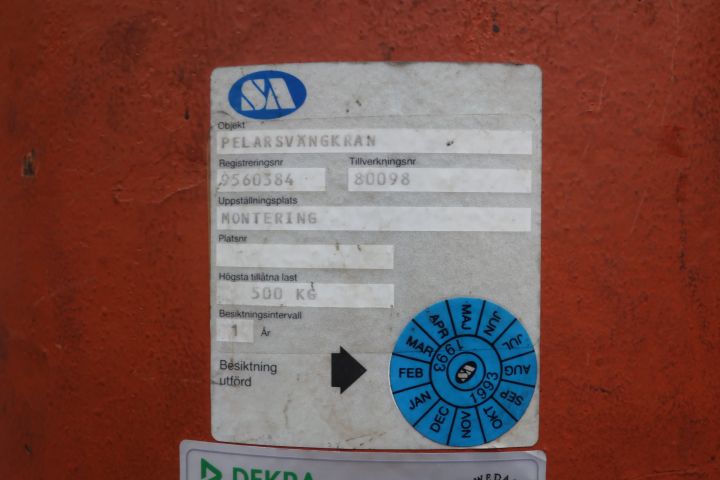 SA
Objekt
PELARSVÄNGKRAN
Registreringsnr Tillverkningsnr
9560384 80098
Uppställningsplats
MONTERING
Platsnr
Högsta tillåtna last
500 KG
Besiktningsintervall
1 År
Besiktning
utförd
JAN FEB MAR APR MAJ JUN JUL AUG SEP OKT NOV DEC
1993 1993
SA
DEKRA